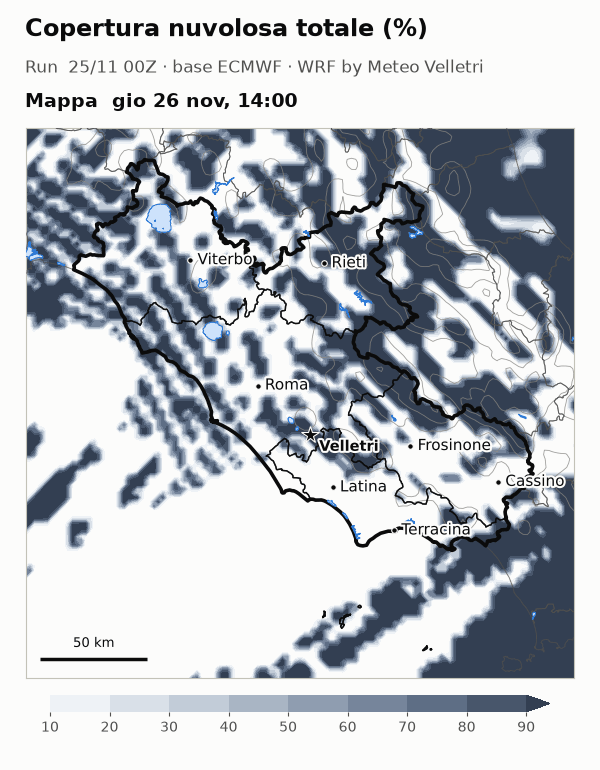 Copertura nuvolosa totale (%)
Run  25/11 00Z · base ECMWF · WRF by Meteo Velletri
Mappa  gio 26 nov, 14:00
Viterbo
Rieti
Roma
Velletri
Frosinone
Cassino
Latina
Terracina
50 km
10 20 30 40 50 60 70 80 90